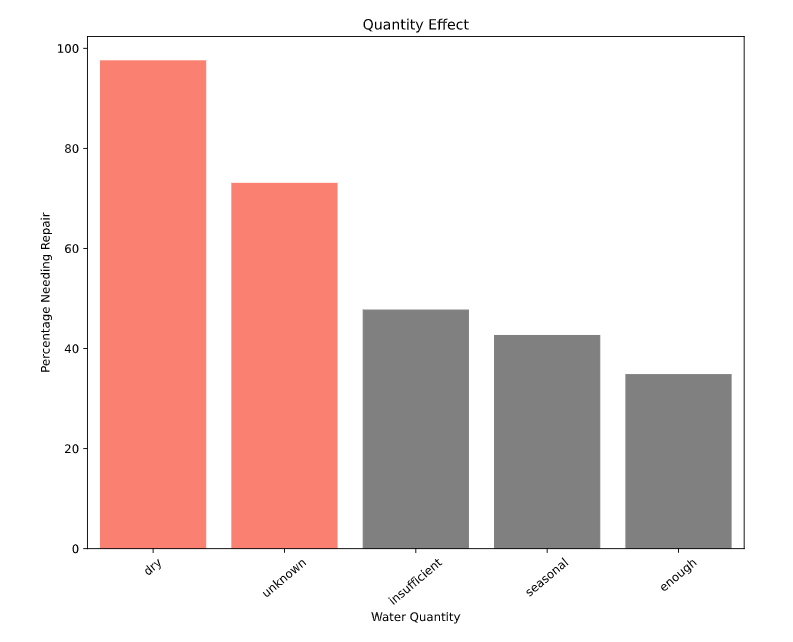 Quantity Effect
Percentage Needing Repair
100
80
60
40
20
0
dry
unknown
insufficient
seasonal
enough
Water Quantity